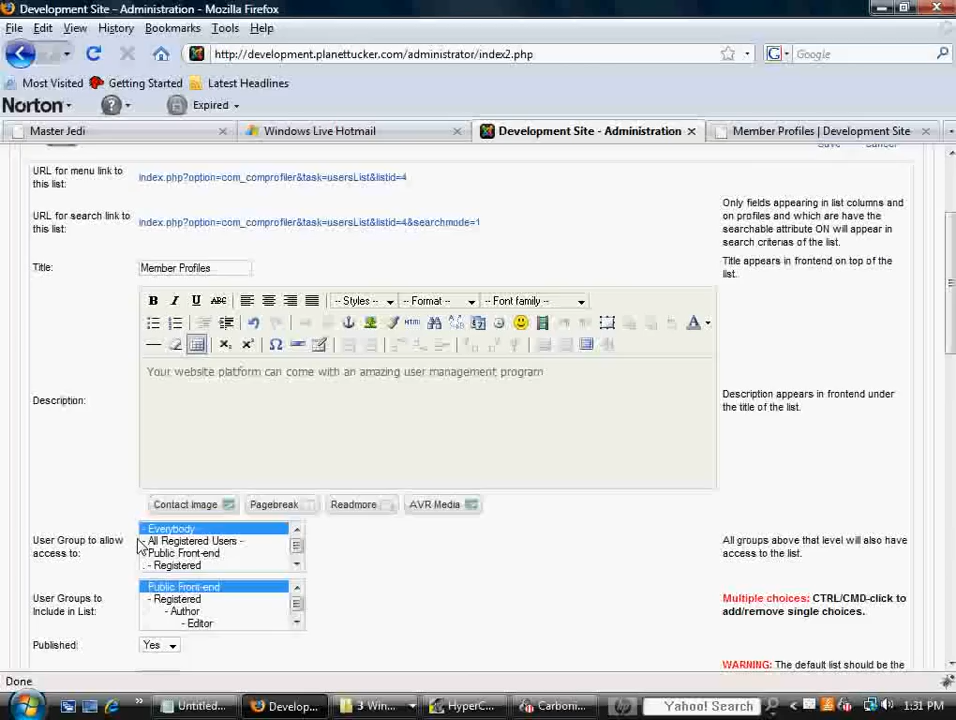 Development Site - Administration - Mozilla Firefox
File Edit View History Bookmarks Tools Help
http://development.planettucker.com/administrator/index2.php
Google
Most Visited Getting Started Latest Headlines
Norton Expired
Master Jedi Windows Live Hotmail Development Site - Administration Member Profiles | Development Site
URL for menu link to
this list:
index.php?option=com_comprofiler&task=usersList&listid=4
URL for search link to
this list:
index.php?option=com_comprofiler&task=usersList&listid=4&searchmode=1
Only fields appearing in list columns and
on profiles and which are have the
searchable attribute ON will appear in
search criterias of the list.
Title:
Member Profiles
Title appears in frontend on top of the
list.
B I U ABC -- Styles -- -- Format -- -- Font family --
HTML
A
Your website platform can come with an amazing user management program
Description:
Description appears in frontend under
the title of the list.
Contact Image Pagebreak Readmore AVR Media
User Group to allow
access to:
- Everybody
- All Registered Users -
Public Front-end
. - Registered
All groups above that level will also have
access to the list.
User Groups to
Include in List:
Public Front-end
- Registered
- Author
- Editor
Multiple choices: CTRL/CMD-click to
add/remove single choices.
Published:
Yes
WARNING: The default list should be the
Done
Untitled... Develop... 3 Win... HyperC... Carboni... Yahoo! Search 1:31 PM